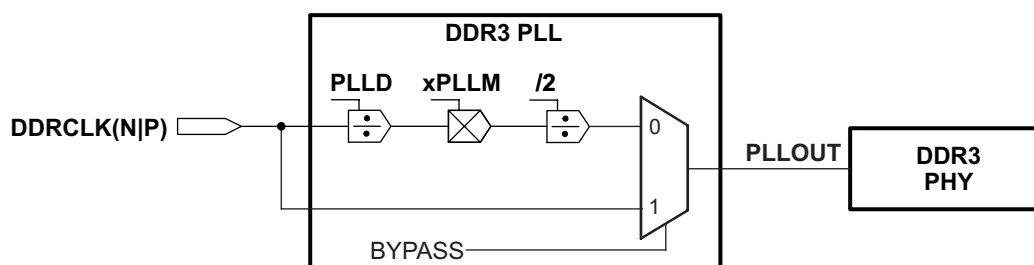 DDR3 PLL
PLLD xPLLM /2
DDRCLK(N|P)
0
PLLOUT
DDR3
PHY
1
BYPASS